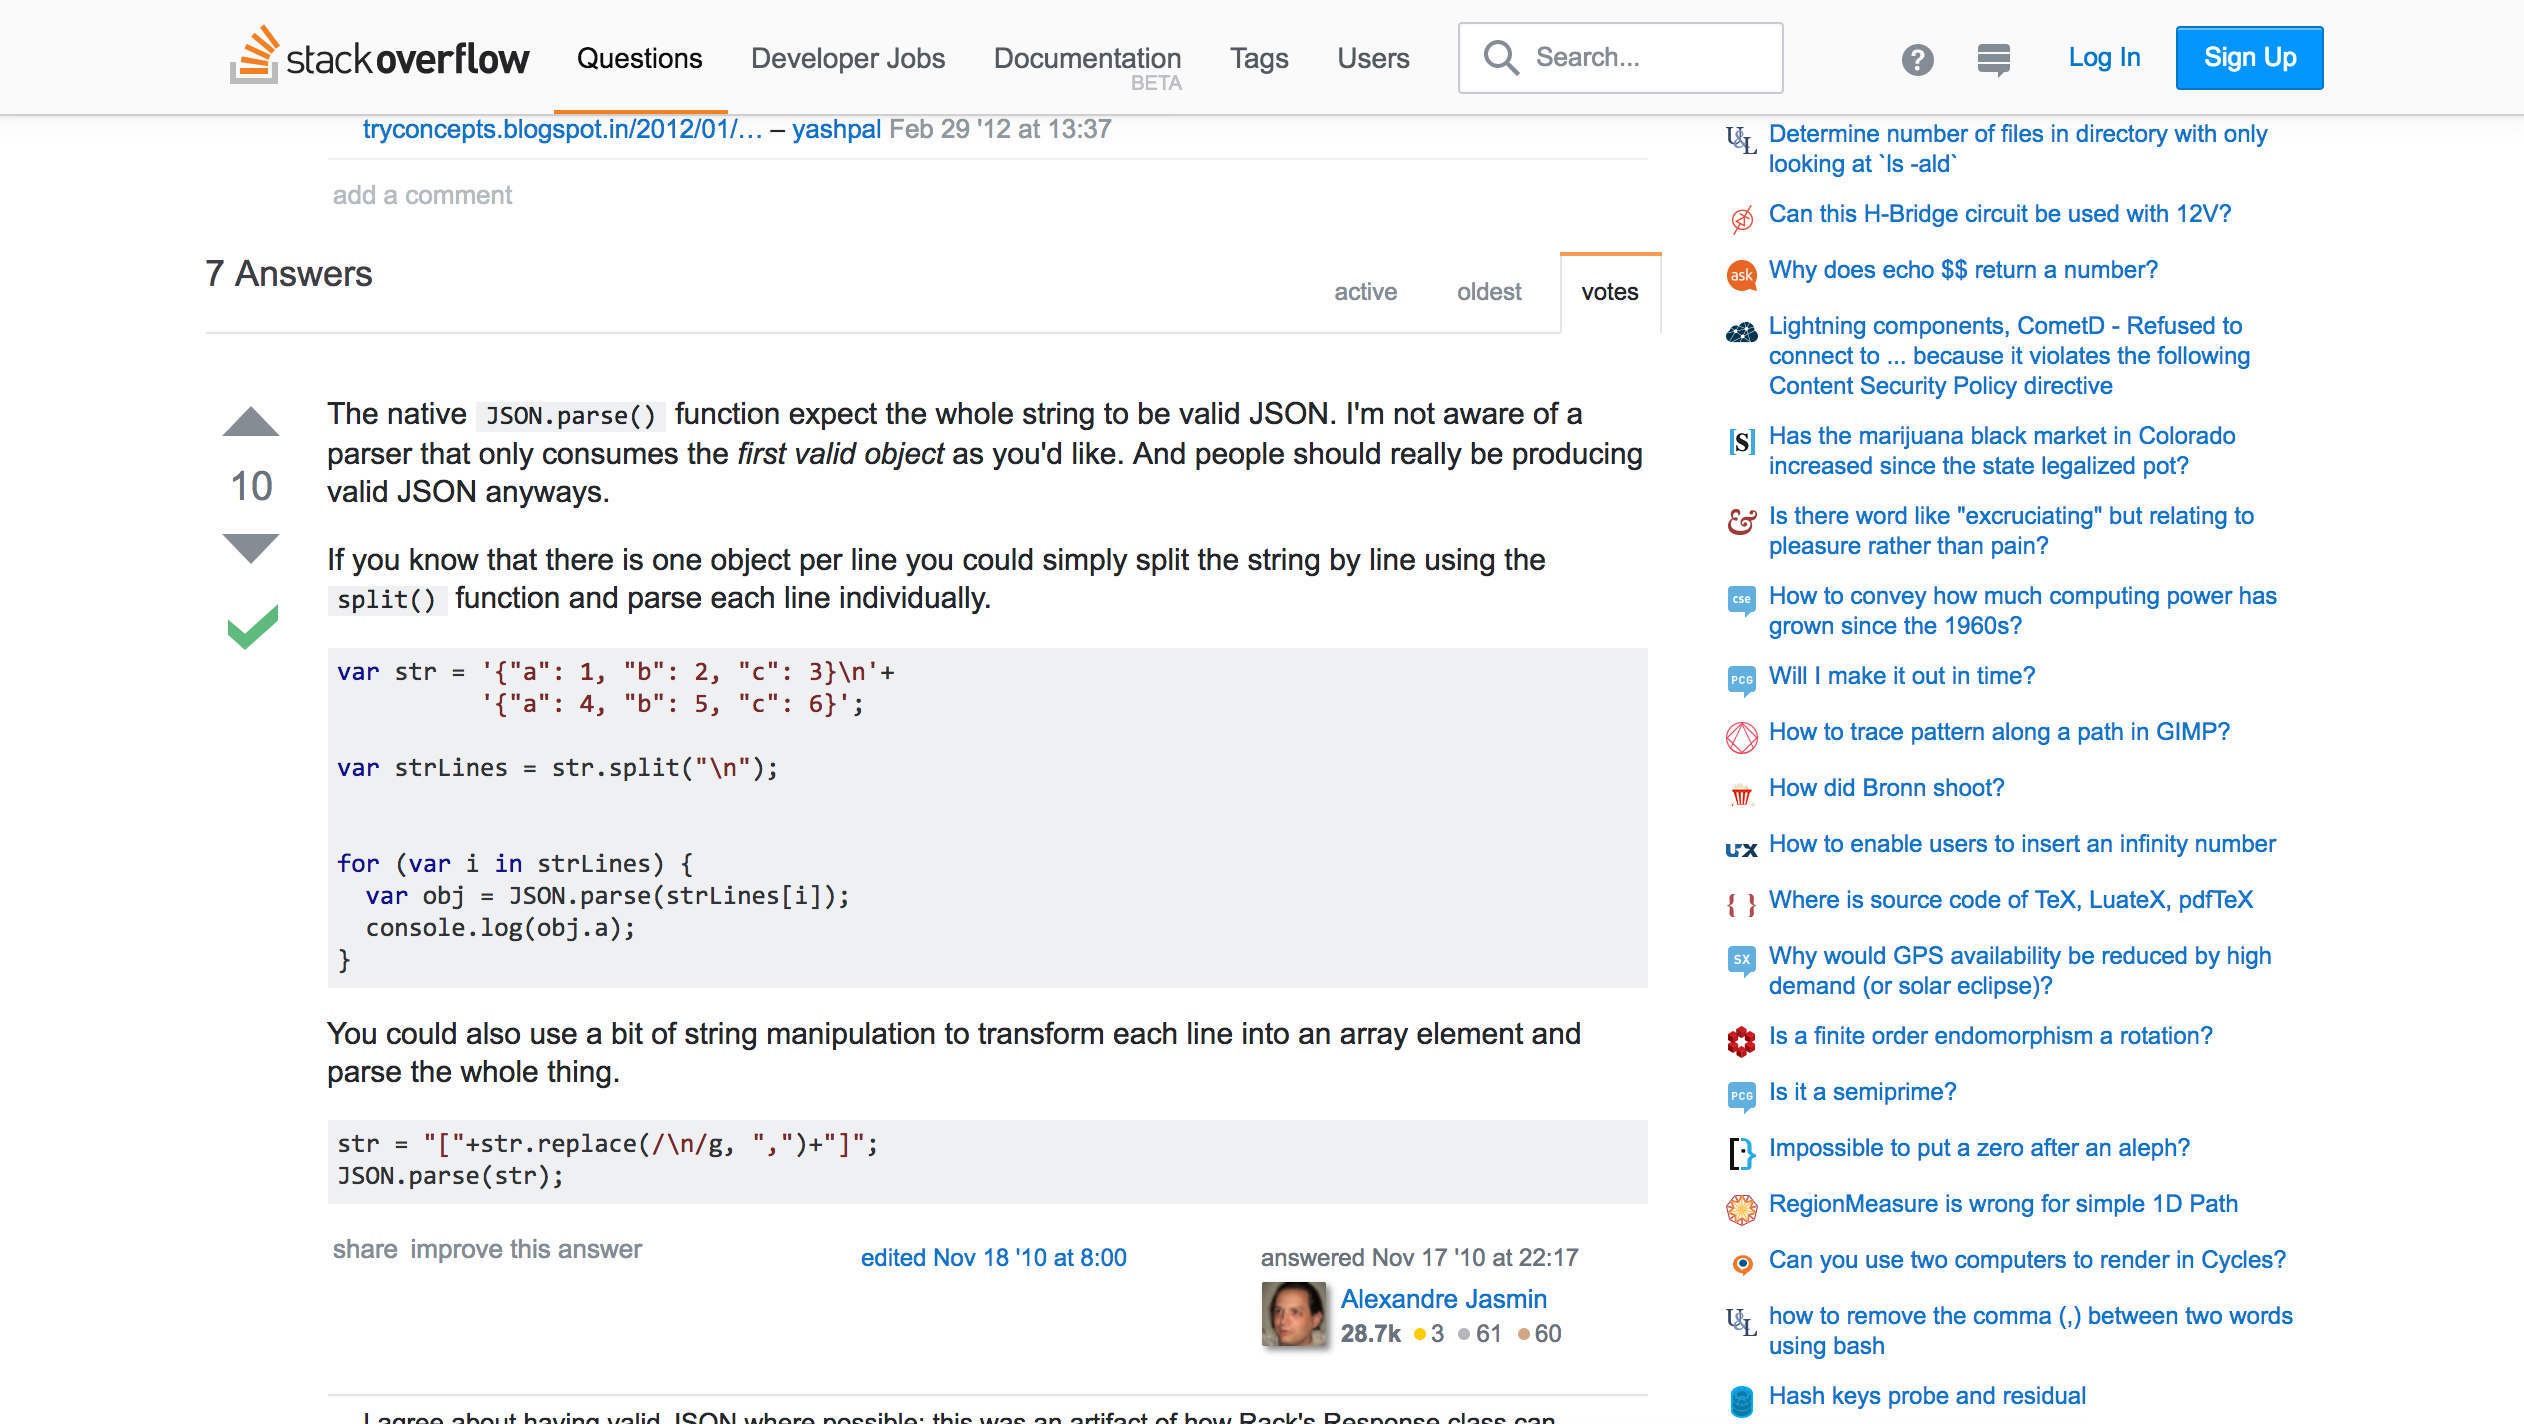 stackoverflow
Questions
Developer Jobs
Documentation
BETA
Tags
Users
Search...
?
Log In
Sign Up
tryconcepts.blogspot.in/2012/01/… – yashpal Feb 29 '12 at 13:37
add a comment
7 Answers
active
oldest
votes
10
The native JSON.parse() function expect the whole string to be valid JSON. I'm not aware of a
parser that only consumes the first valid object as you'd like. And people should really be producing
valid JSON anyways.
If you know that there is one object per line you could simply split the string by line using the
split() function and parse each line individually.
var str = '{"a": 1, "b": 2, "c": 3}\n'+
'{"a": 4, "b": 5, "c": 6}';
var strLines = str.split("\n");
for (var i in strLines) {
var obj = JSON.parse(strLines[i]);
console.log(obj.a);
}
You could also use a bit of string manipulation to transform each line into an array element and
parse the whole thing.
str = "["+str.replace(/\n/g, ",")+"]";
JSON.parse(str);
share improve this answer
edited Nov 18 '10 at 8:00
answered Nov 17 '10 at 22:17
Alexandre Jasmin
28.7k 3 61 60
I agree about having valid JSON where possible: this was an artifact of how Rack's Response class can
U&L
Determine number of files in directory with only
looking at `ls -ald`
Can this H-Bridge circuit be used with 12V?
ask
Why does echo $$ return a number?
Lightning components, CometD - Refused to
connect to ... because it violates the following
Content Security Policy directive
[S]
Has the marijuana black market in Colorado
increased since the state legalized pot?
&
Is there word like "excruciating" but relating to
pleasure rather than pain?
cse
How to convey how much computing power has
grown since the 1960s?
PCG
Will I make it out in time?
How to trace pattern along a path in GIMP?
How did Bronn shoot?
UX
How to enable users to insert an infinity number
{ }
Where is source code of TeX, LuateX, pdfTeX
SX
Why would GPS availability be reduced by high
demand (or solar eclipse)?
Is a finite order endomorphism a rotation?
PCG
Is it a semiprime?
Impossible to put a zero after an aleph?
RegionMeasure is wrong for simple 1D Path
Can you use two computers to render in Cycles?
U&L
how to remove the comma (,) between two words
using bash
Hash keys probe and residual